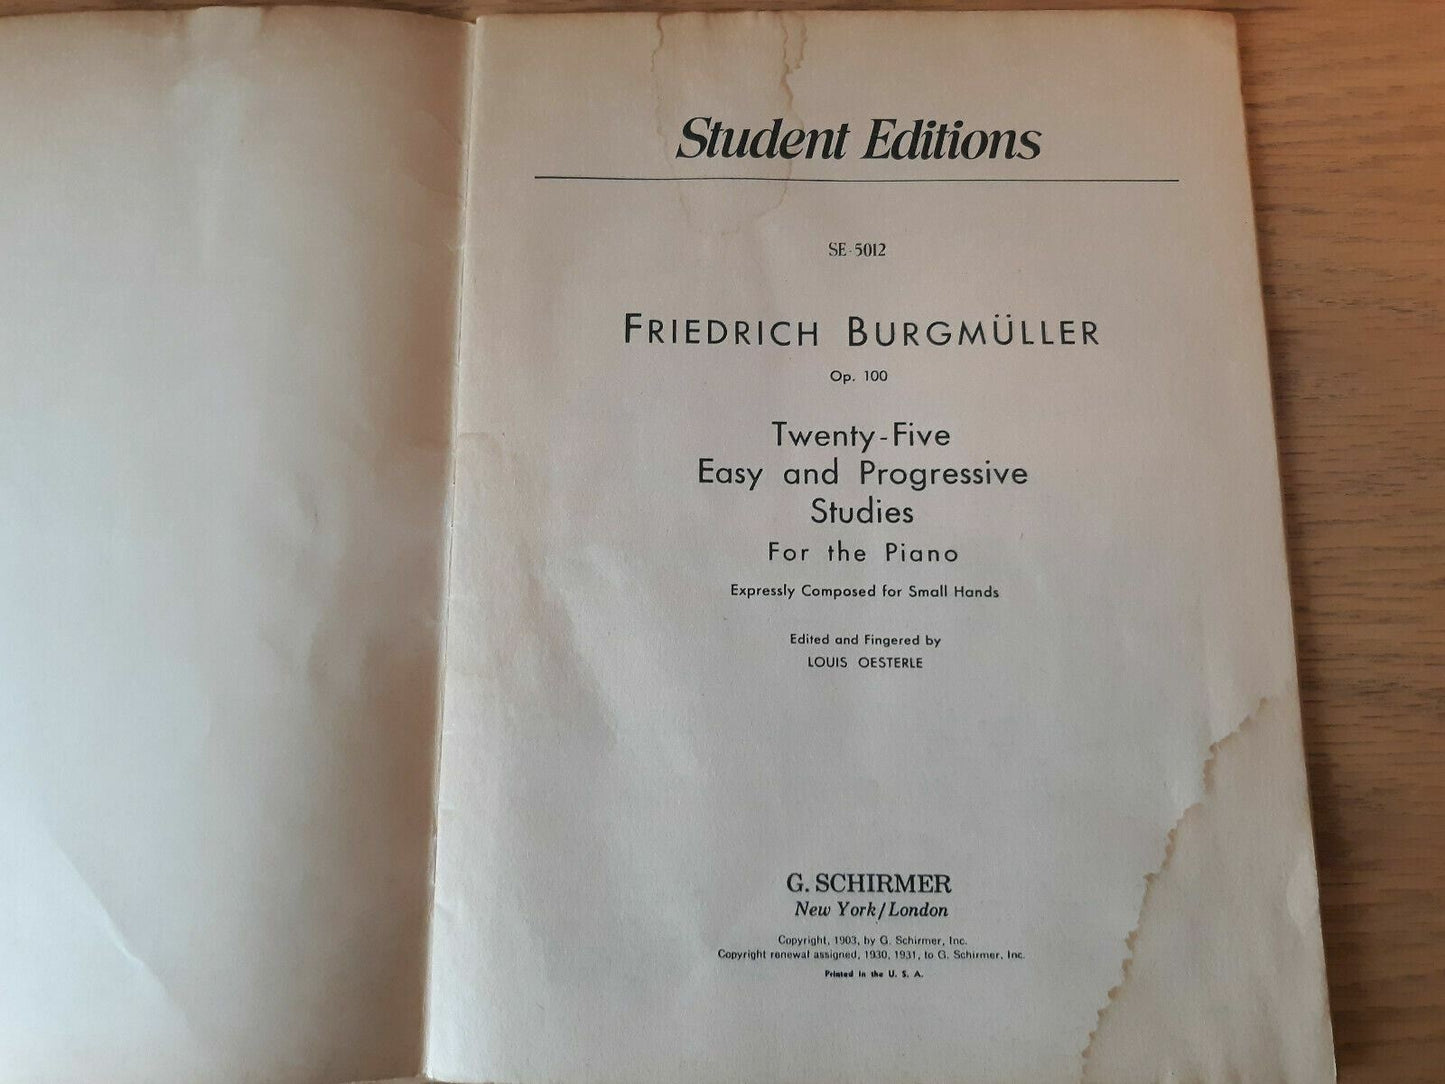 Student Editions
SE-5012
FRIEDRICH BURGMÜLLER
Op. 100
Twenty-Five
Easy and Progressive
Studies
For the Piano
Expressly Composed for Small Hands
Edited and Fingered by
LOUIS OESTERLE
G. SCHIRMER
New York/London
Copyright, 1903, by G. Schirmer, Inc.
Copyright renewal assigned, 1930, 1931, to G. Schirmer, Inc.
Printed in the U. S. A.